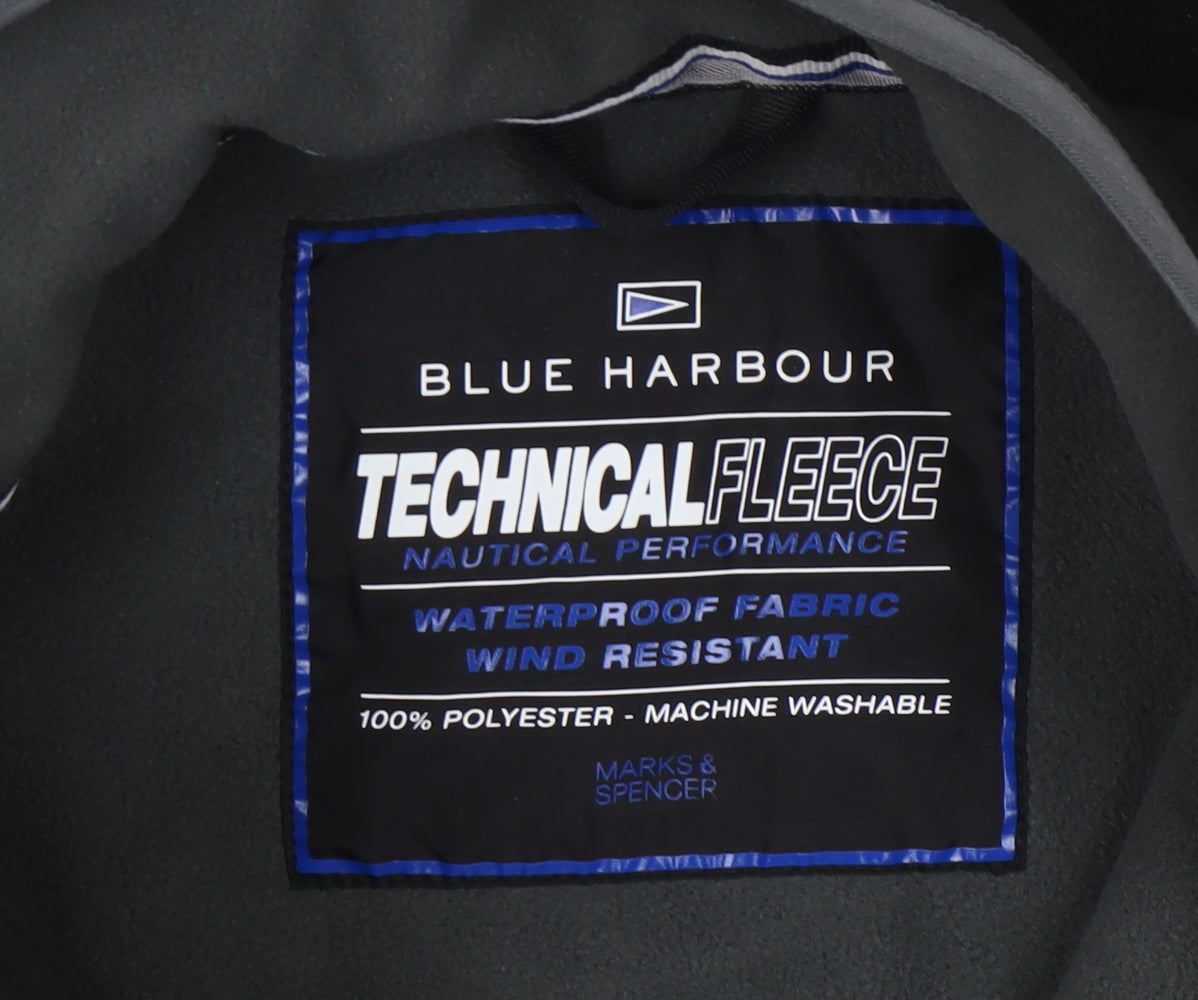 BLUE HARBOUR
TECHNICALFLEECE
NAUTICAL PERFORMANCE
WATERPROOF FABRIC
WIND RESISTANT
100% POLYESTER - MACHINE WASHABLE
MARKS &
SPENCER